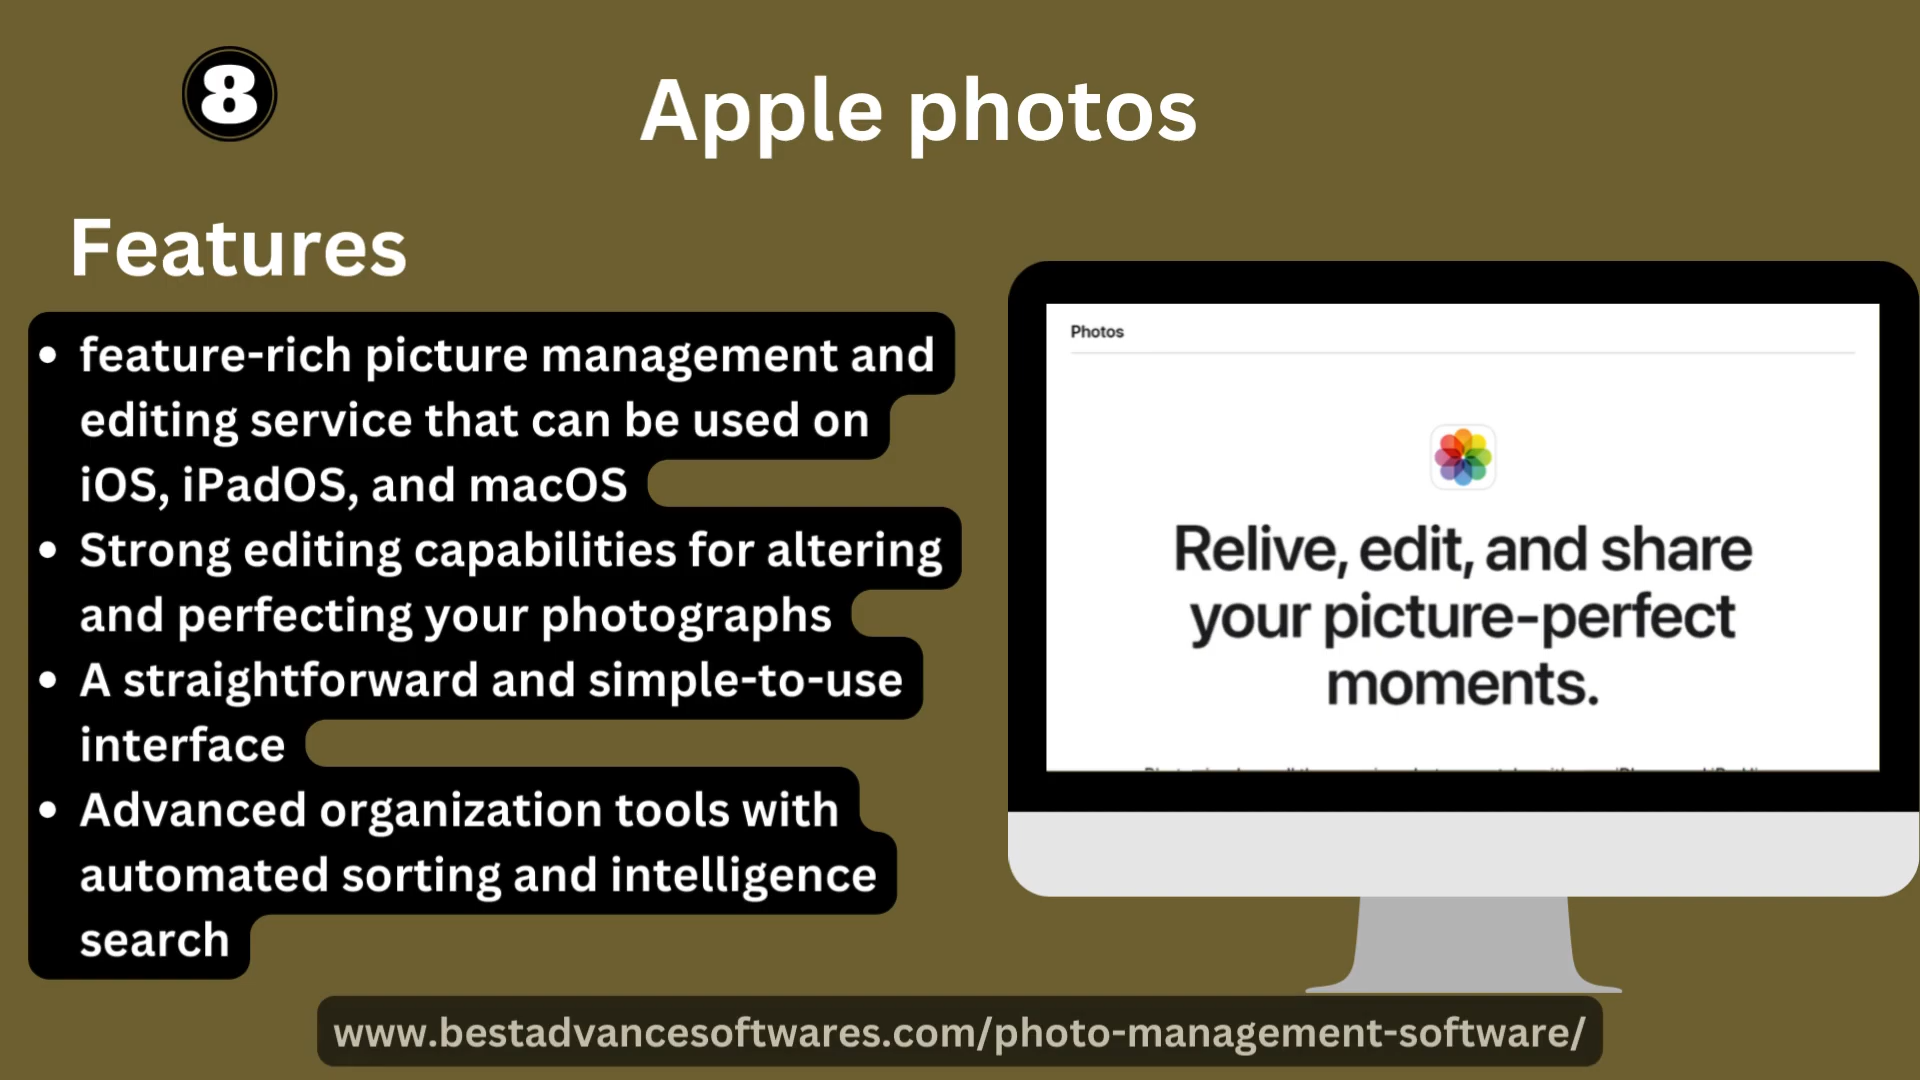 8
Apple photos
Features
• feature-rich picture management and
editing service that can be used on
iOS, iPadOS, and macOS
• Strong editing capabilities for altering
and perfecting your photographs
• A straightforward and simple-to-use
interface
• Advanced organization tools with
automated sorting and intelligence
search
Photos
Relive, edit, and share
your picture-perfect
moments.
www.bestadvancesoftwares.com/photo-management-software/